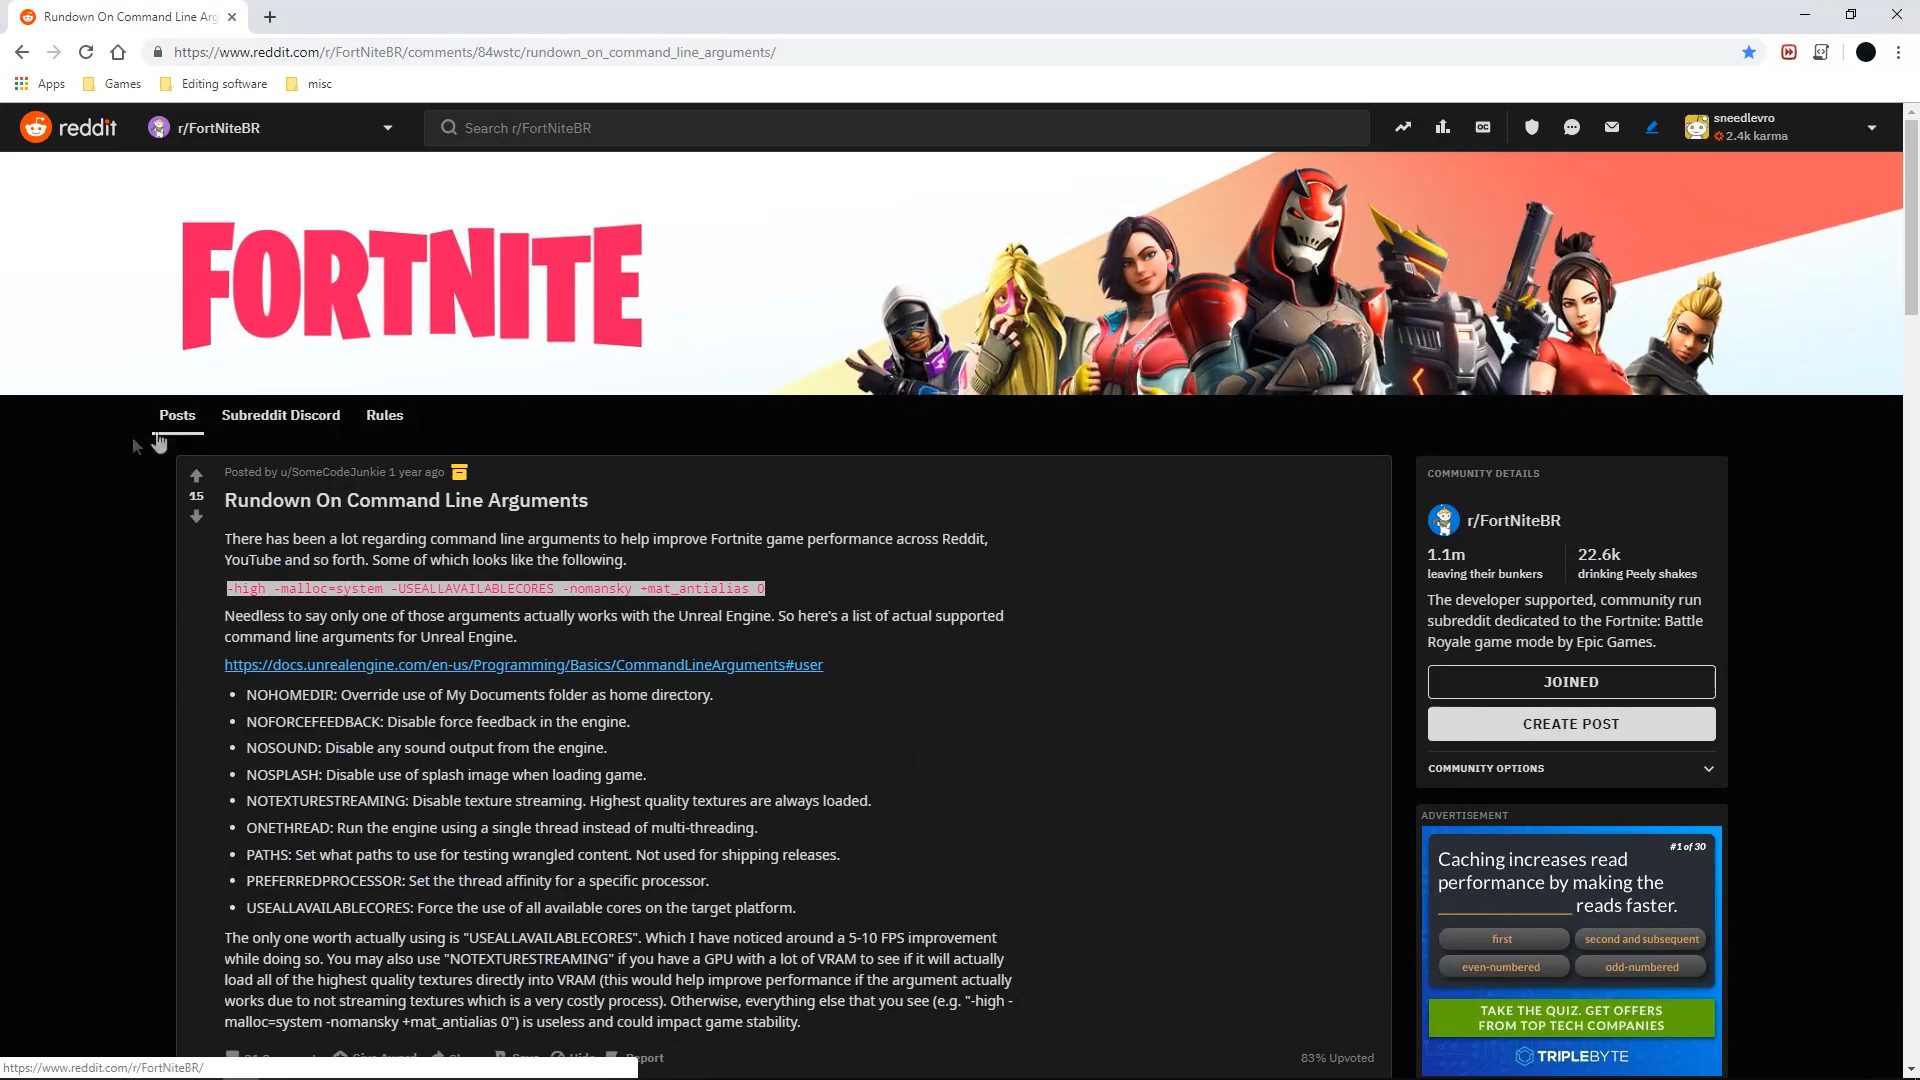 Rundown On Command Line Arg
https://www.reddit.com/r/FortNiteBR/comments/84wstc/rundown_on_command_line_arguments/
Apps Games Editing software misc
reddit r/FortNiteBR Search r/FortNiteBR OC sneedlevro
2.4k karma
FORTNITE
Posts Subreddit Discord Rules
15
Posted by u/SomeCodeJunkie 1 year ago
Rundown On Command Line Arguments
There has been a lot regarding command line arguments to help improve Fortnite game performance across Reddit,
YouTube and so forth. Some of which looks like the following.
-high -malloc=system -USEALLAVAILABLECORES -nomansky +mat_antialias 0
Needless to say only one of those arguments actually works with the Unreal Engine. So here's a list of actual supported
command line arguments for Unreal Engine.
https://docs.unrealengine.com/en-us/Programming/Basics/CommandLineArguments#user
• NOHOMEDIR: Override use of My Documents folder as home directory.
• NOFORCEFEEDBACK: Disable force feedback in the engine.
• NOSOUND: Disable any sound output from the engine.
• NOSPLASH: Disable use of splash image when loading game.
• NOTEXTURESTREAMING: Disable texture streaming. Highest quality textures are always loaded.
• ONETHREAD: Run the engine using a single thread instead of multi-threading.
• PATHS: Set what paths to use for testing wrangled content. Not used for shipping releases.
• PREFERREDPROCESSOR: Set the thread affinity for a specific processor.
• USEALLAVAILABLECORES: Force the use of all available cores on the target platform.
The only one worth actually using is "USEALLAVAILABLECORES". Which I have noticed around a 5-10 FPS improvement
while doing so. You may also use "NOTEXTURESTREAMING" if you have a GPU with a lot of VRAM to see if it will actually
load all of the highest quality textures directly into VRAM (this would help improve performance if the argument actually
works due to not streaming textures which is a very costly process). Otherwise, everything else that you see (e.g. "-high -
malloc=system -nomansky +mat_antialias 0") is useless and could impact game stability.
Give Award Save Hide Report
83% Upvoted
https://www.reddit.com/r/FortNiteBR/
COMMUNITY DETAILS
r/FortNiteBR
1.1m 22.6k
leaving their bunkers drinking Peely shakes
The developer supported, community run
subreddit dedicated to the Fortnite: Battle
Royale game mode by Epic Games.
JOINED
CREATE POST
COMMUNITY OPTIONS
ADVERTISEMENT
#1 of 30
Caching increases read
performance by making the
reads faster.
first second and subsequent
even-numbered odd-numbered
TAKE THE QUIZ. GET OFFERS
FROM TOP TECH COMPANIES
TRIPLEBYTE